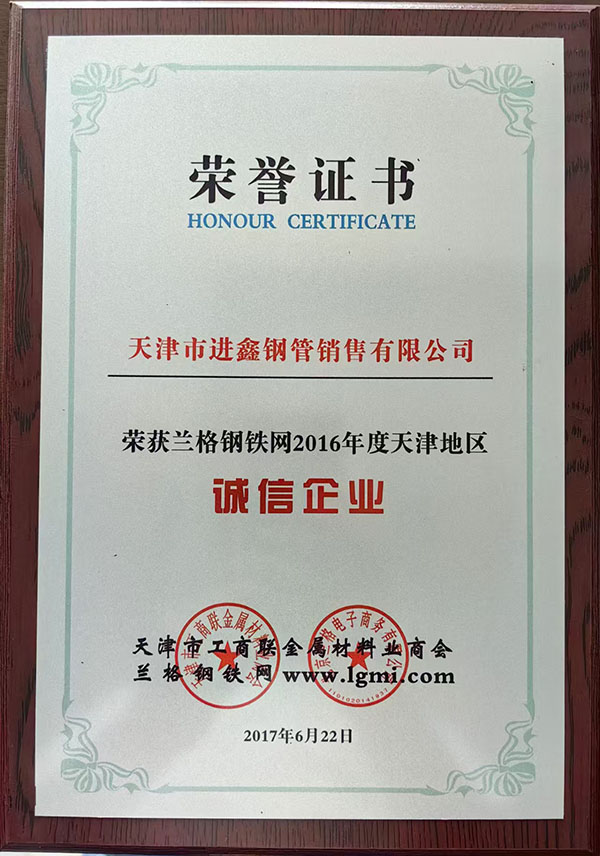 荣誉证书
HONOUR CERTIFICATE
天津市进鑫钢管销售有限公司
荣获兰格钢铁网2016年度天津地区
诚信企业
天津市工商联金属材料业商会
兰格钢铁网 www.lgmi.com
2017年6月22日